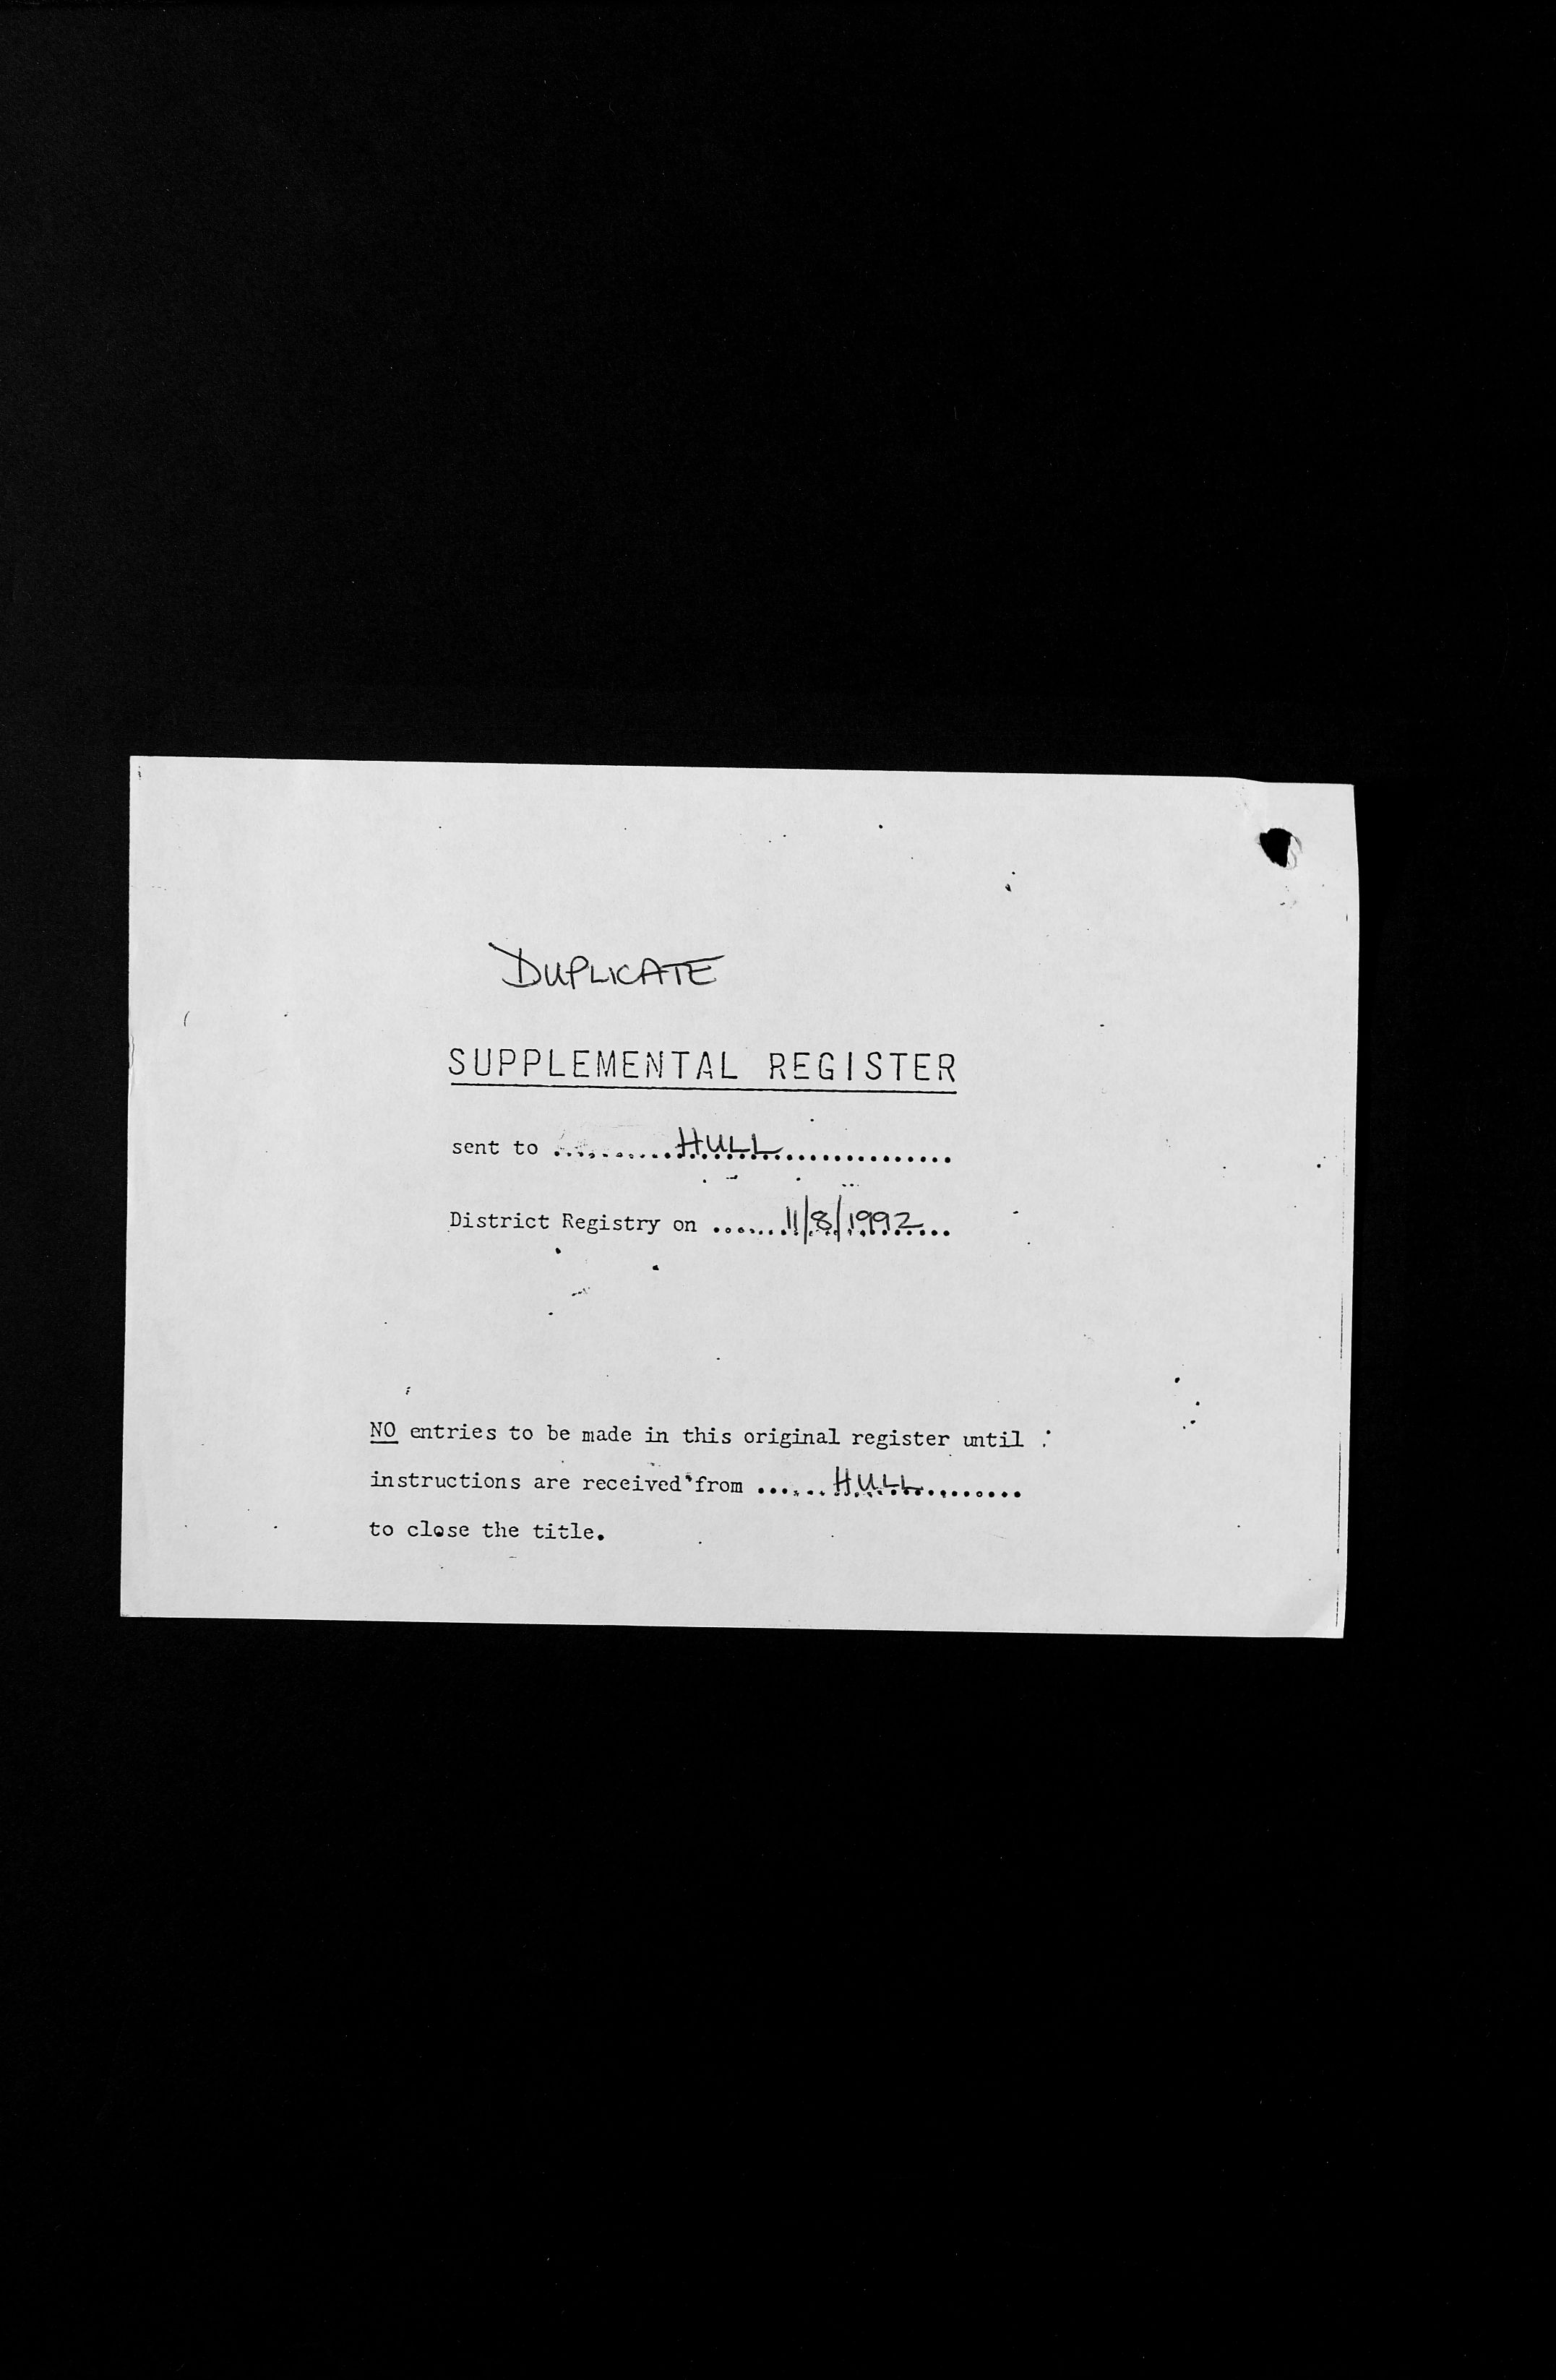 DUPLICATE
SUPPLEMENTAL REGISTER
sent to ............HULL........................
District Registry on .......11/8/1992...
NO entries to be made in this original register until
instructions are received from .......HULL............
to close the title.